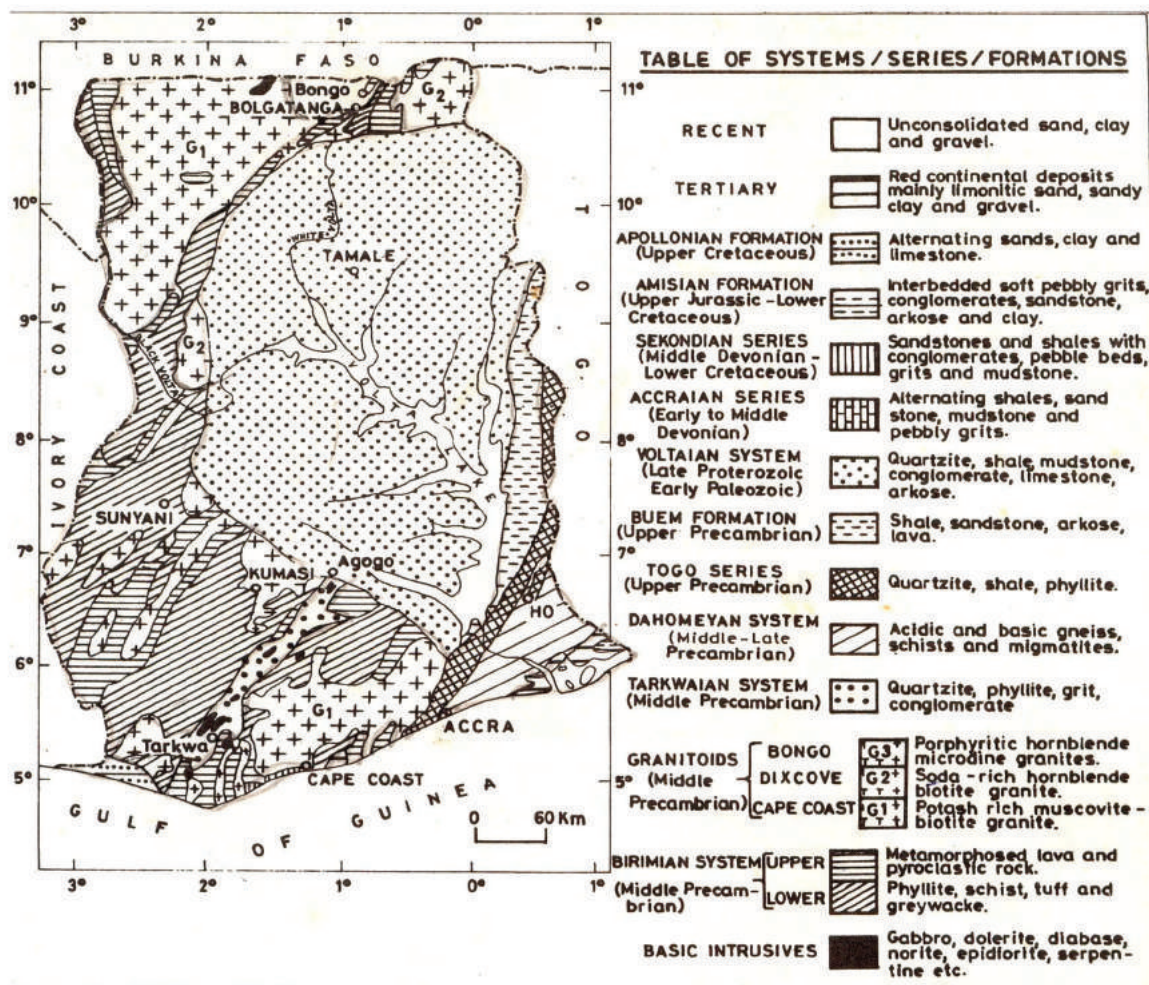 3° 2° 1° 0° 1°
BURKINA FASO
11°
Bongo
BOLGATANGA
G2
G1
10°
WHITE VOLTA
TAMALE
9°
G2
BLACK VOLTA
IVORY COAST
TOGO
VOLTA LAKE
8°
SUNYANI
7°
KUMASI
Agogo
HO
6°
G1
ACCRA
Tarkwa
5°
CAPE COAST
GULF OF GUINEA
0 60 Km
3° 2° 1° 0° 1°
11°
10°
9°
8°
7°
6°
5°
TABLE OF SYSTEMS/SERIES/FORMATIONS
RECENT
Unconsolidated sand, clay
and gravel.
TERTIARY
Red continental deposits
mainly limonitic sand, sandy
clay and gravel.
APOLLONIAN FORMATION
(Upper Cretaceous)
Alternating sands, clay and
limestone.
AMISIAN FORMATION
(Upper Jurassic-Lower
Cretaceous)
Interbedded soft pebbly grits,
conglomerates, sandstone,
arkose and clay.
SEKONDIAN SERIES
(Middle Devonian-
Lower Cretaceous)
Sandstones and shales with
conglomerates, pebble beds,
grits and mudstone.
ACCRAIAN SERIES
(Early to Middle
Devonian)
Alternating shales, sand
stone, mudstone and
pebbly grits.
VOLTAIAN SYSTEM
(Late Proterozoic
Early Paleozoic)
Quartzite, shale, mudstone,
conglomerate, limestone,
arkose.
BUEM FORMATION
(Upper Precambrian)
Shale, sandstone, arkose,
lava.
TOGO SERIES
(Upper Precambrian)
Quartzite, shale, phyllite.
DAHOMEYAN SYSTEM
(Middle-Late
Precambrian)
Acidic and basic gneiss,
schists and migmatites.
TARKWAIAN SYSTEM
(Middle Precambrian)
Quartzite, phyllite, grit,
conglomerate
GRANITOIDS
(Middle
Precambrian)
BONGO
G3
Porphyritic hornblende
microcline granites.
DIXCOVE
G2
Soda-rich hornblende
biotite granite.
CAPE COAST
G1
Potash rich muscovite-
biotite granite.
BIRIMIAN SYSTEM
(Middle Precam-
brian)
UPPER
Metamorphosed lava and
pyroclastic rock.
LOWER
Phyllite, schist, tuff and
greywacke.
BASIC INTRUSIVES
Gabbro, dolerite, diabase,
norite, epidiorite, serpen-
tine etc.